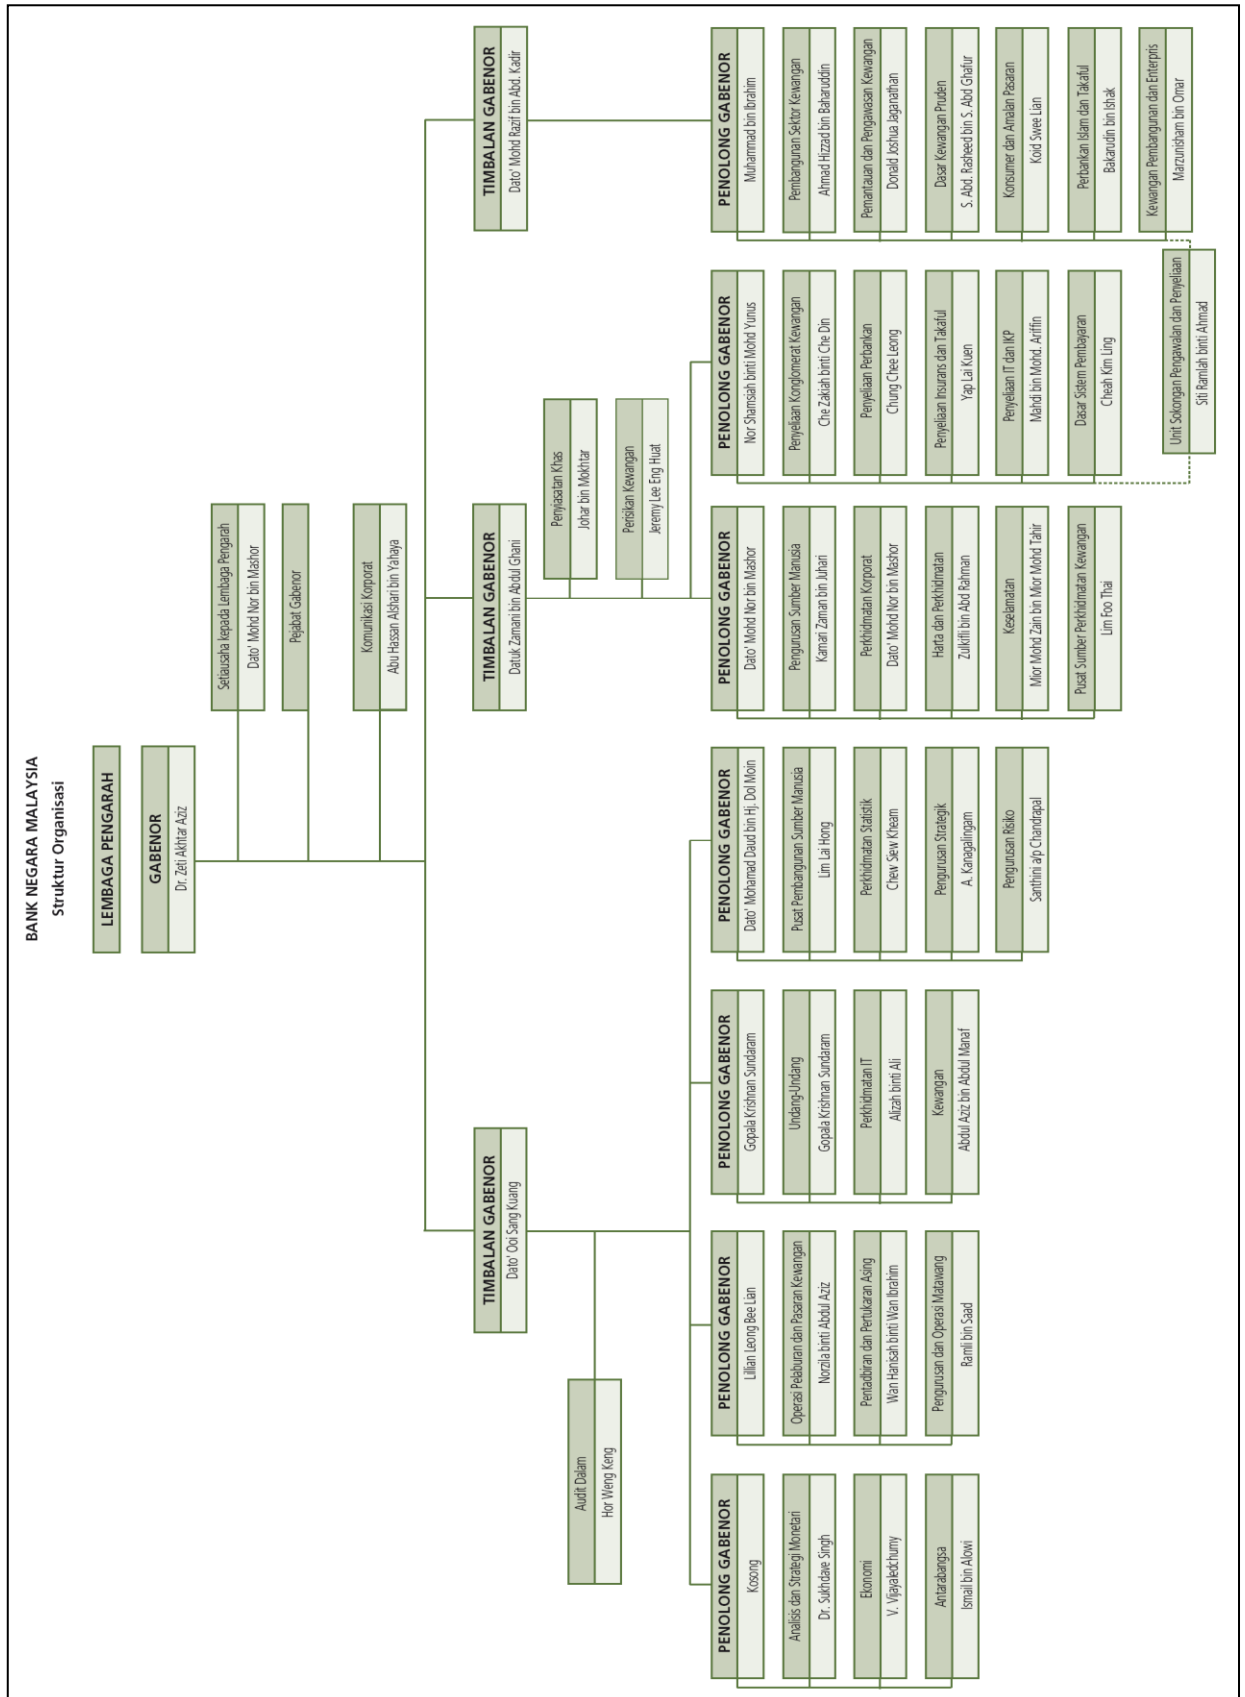 BANK NEGARA MALAYSIA
Struktur Organisasi
LEMBAGA PENGARAH
GABENOR
Dr. Zeti Akhtar Aziz
Setiausaha kepada Lembaga Pengarah
Dato' Mohd Nor bin Mashor
Pejabat Gabenor
Komunikasi Korporat
Abu Hassan Alshari bin Yahaya
TIMBALAN GABENOR
Dato' Ooi Sang Kuang
TIMBALAN GABENOR
Datuk Zamani bin Abdul Ghani
TIMBALAN GABENOR
Dato' Mohd Razif bin Abd. Kadir
Audit Dalam
Hor Weng Keng
Penyiasatan Khas
Johar bin Mokhtar
Perisikan Kewangan
Jeremy Lee Eng Huat
PENOLONG GABENOR
Kosong
Analisis dan Strategi Monetari
Dr. Sukhdave Singh
Ekonomi
V. Vijayaledchumy
Antarabangsa
Ismail bin Alowi
PENOLONG GABENOR
Lillian Leong Bee Lian
Operasi Pelaburan dan Pasaran Kewangan
Norzila binti Abdul Aziz
Pentadbiran dan Pertukaran Asing
Wan Hanisah binti Wan Ibrahim
Pengurusan dan Operasi Matawang
Ramli bin Saad
PENOLONG GABENOR
Gopala Krishnan Sundaram
Undang-Undang
Gopala Krishnan Sundaram
Perkhidmatan IT
Alizah binti Ali
Kewangan
Abdul Aziz bin Abdul Manaf
PENOLONG GABENOR
Dato' Mohamad Daud bin Hj. Dol Moin
Pusat Pembangunan Sumber Manusia
Lim Lai Hong
Perkhidmatan Statistik
Chew Siew Kheam
Pengurusan Strategik
A. Kanagalingam
Pengurusan Risiko
Santhini a/p Chandrapal
PENOLONG GABENOR
Dato' Mohd Nor bin Mashor
Pengurusan Sumber Manusia
Kamari Zaman bin Juhari
Perkhidmatan Korporat
Dato' Mohd Nor bin Mashor
Harta dan Perkhidmatan
Zulkifli bin Abd Rahman
Keselamatan
Mior Mohd Zain bin Mior Mohd Tahir
Pusat Sumber Perkhidmatan Kewangan
Lim Foo Thai
PENOLONG GABENOR
Nor Shamsiah binti Mohd Yunus
Penyeliaan Konglomerat Kewangan
Che Zakiah binti Che Din
Penyeliaan Perbankan
Chung Chee Leong
Penyeliaan Insurans dan Takaful
Yap Lai Kuen
Penyeliaan IT dan IKP
Mahdi bin Mohd. Ariffin
Dasar Sistem Pembayaran
Cheah Kim Ling
Unit Sokongan Pengawalan dan Penyeliaan
Siti Ramlah binti Ahmad
PENOLONG GABENOR
Muhammad bin Ibrahim
Pembangunan Sektor Kewangan
Ahmad Hizzad bin Baharuddin
Pemantauan dan Pengawasan Kewangan
Donald Joshua Jaganathan
Dasar Kewangan Pruden
S. Abd. Rasheed bin S. Abd Ghafur
Konsumer dan Amalan Pasaran
Koid Swee Lian
Perbankan Islam dan Takaful
Bakarudin bin Ishak
Kewangan Pembangunan dan Enterpris
Marzunisham bin Omar